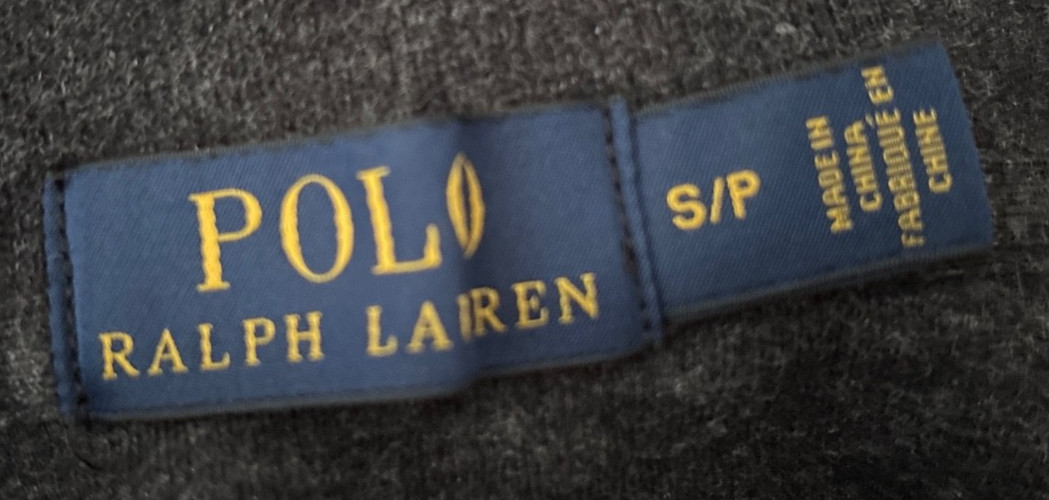 POLO
RALPH LAUREN
S/P
MADE IN
CHINA,
FABRIQUÉ EN
CHINE